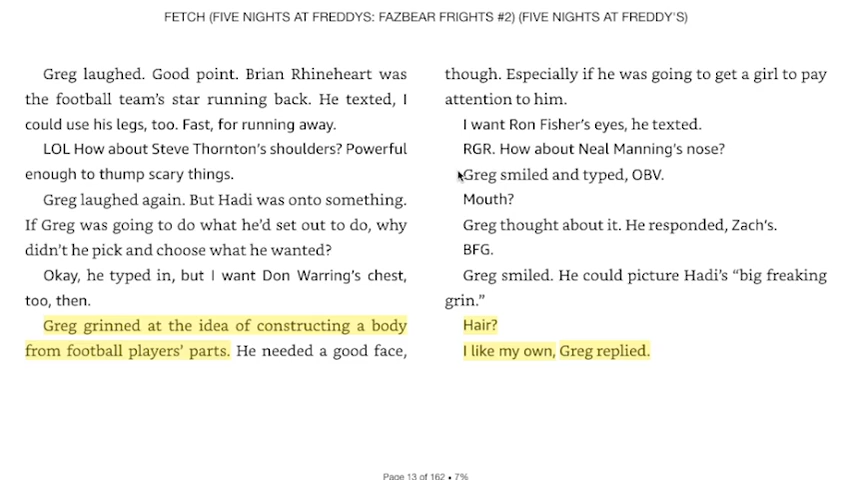 FETCH (FIVE NIGHTS AT FREDDYS: FAZBEAR FRIGHTS #2) (FIVE NIGHTS AT FREDDY'S)
Greg laughed. Good point. Brian Rhineheart was
the football team’s star running back. He texted, I
could use his legs, too. Fast, for running away.
LOL How about Steve Thornton’s shoulders? Powerful
enough to thump scary things.
Greg laughed again. But Hadi was onto something.
If Greg was going to do what he’d set out to do, why
didn’t he pick and choose what he wanted?
Okay, he typed in, but I want Don Warring’s chest,
too, then.
Greg grinned at the idea of constructing a body
from football players’ parts. He needed a good face,
though. Especially if he was going to get a girl to pay
attention to him.
I want Ron Fisher’s eyes, he texted.
RGR. How about Neal Manning’s nose?
Greg smiled and typed, OBV.
Mouth?
Greg thought about it. He responded, Zach’s.
BFG.
Greg smiled. He could picture Hadi’s “big freaking
grin.”
Hair?
I like my own, Greg replied.
Page 13 of 162 • 7%